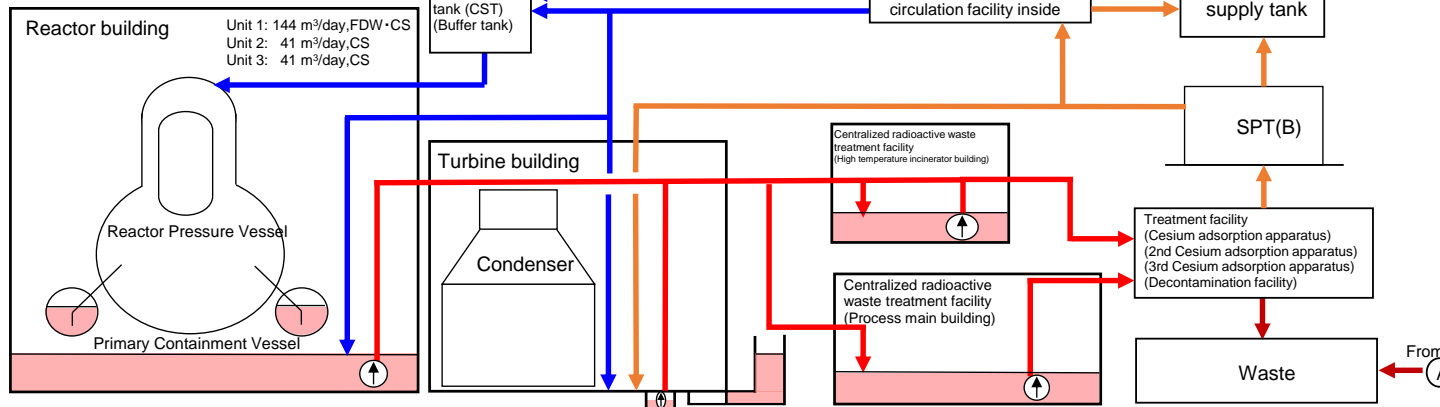 tank (CST)
(Buffer tank)
circulation facility inside
supply tank
Reactor building
Unit 1: 144 m³/day,FDW・CS
Unit 2: 41 m³/day,CS
Unit 3: 41 m³/day,CS
SPT(B)
Turbine building
Centralized radioactive waste
treatment facility
(High temperature incinerator building)
Reactor Pressure Vessel
Condenser
Treatment facility
(Cesium adsorption apparatus)
(2nd Cesium adsorption apparatus)
(3rd Cesium adsorption apparatus)
(Decontamination facility)
Centralized radioactive
waste treatment facility
(Process main building)
Primary Containment Vessel
Waste
From